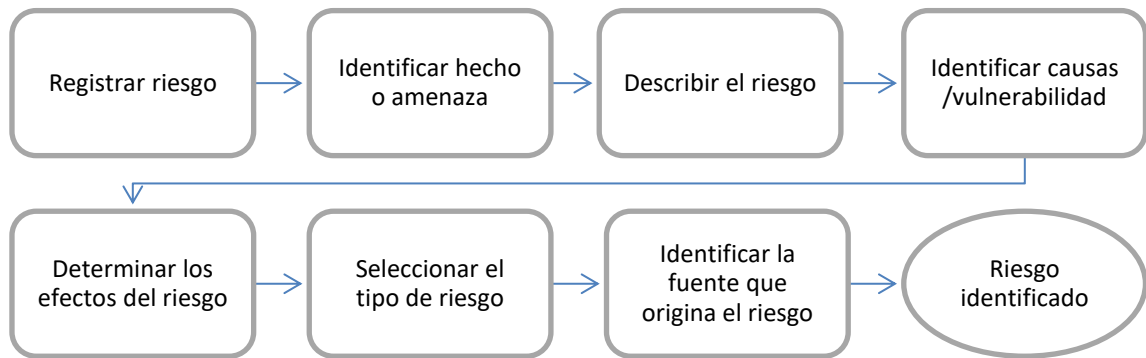 Registrar riesgo
Identificar hecho
o amenaza
Describir el riesgo
Identificar causas
/vulnerabilidad
Determinar los
efectos del riesgo
Seleccionar el
tipo de riesgo
Identificar la
fuente que
origina el riesgo
Riesgo
identificado